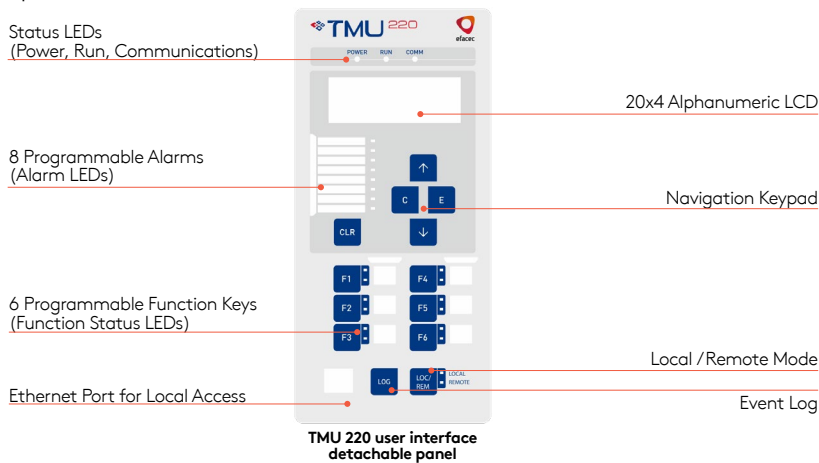 TMU 220
efacec
Status LEDs
(Power, Run, Communications)
POWER RUN COMM
20x4 Alphanumeric LCD
8 Programmable Alarms
(Alarm LEDs)
↑
C E
Navigation Keypad
CLR ↓
F1 F4
6 Programmable Function Keys
(Function Status LEDs)
F2 F5
F3 F6
Local / Remote Mode
LOG LOC/
REM
LOCAL
REMOTE
Ethernet Port for Local Access
Event Log
TMU 220 user interface
detachable panel